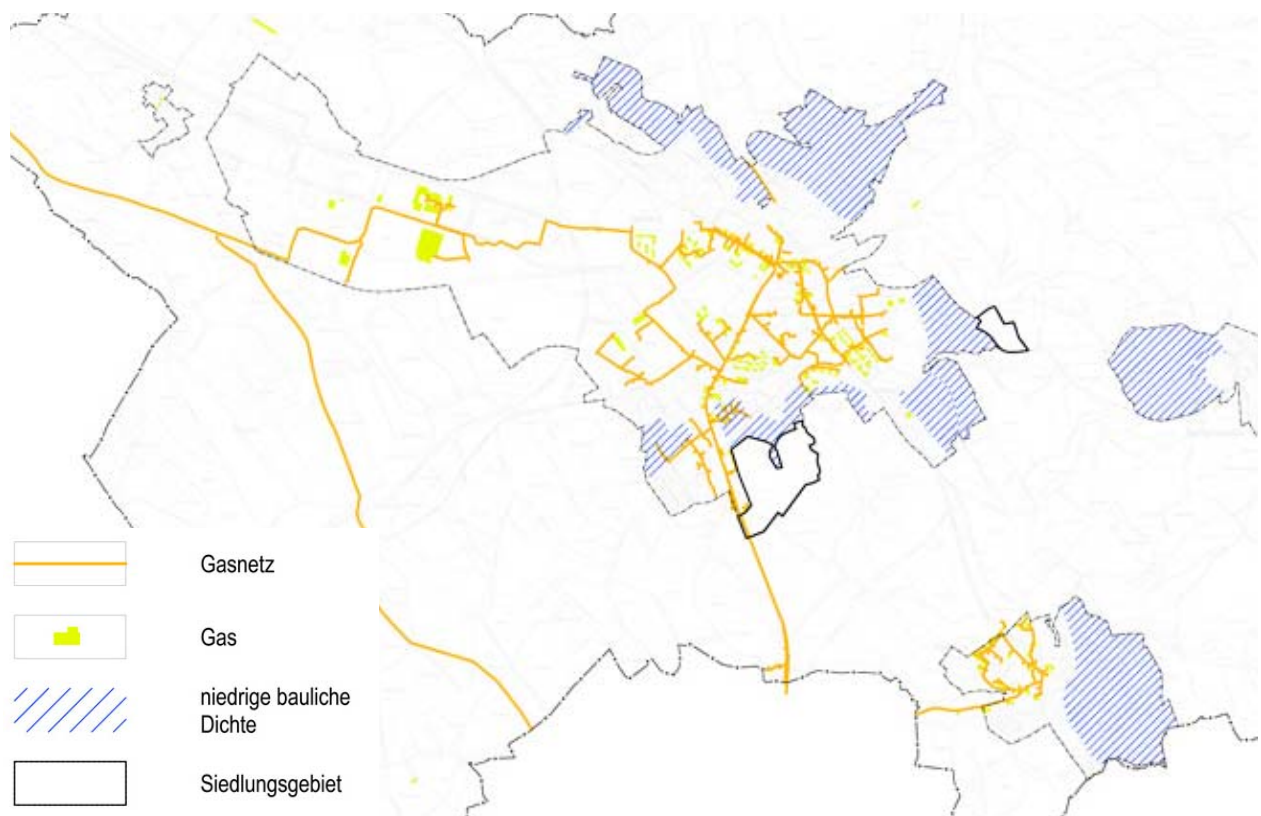 Gasnetz
Gas
niedrige bauliche
Dichte
Siedlungsgebiet